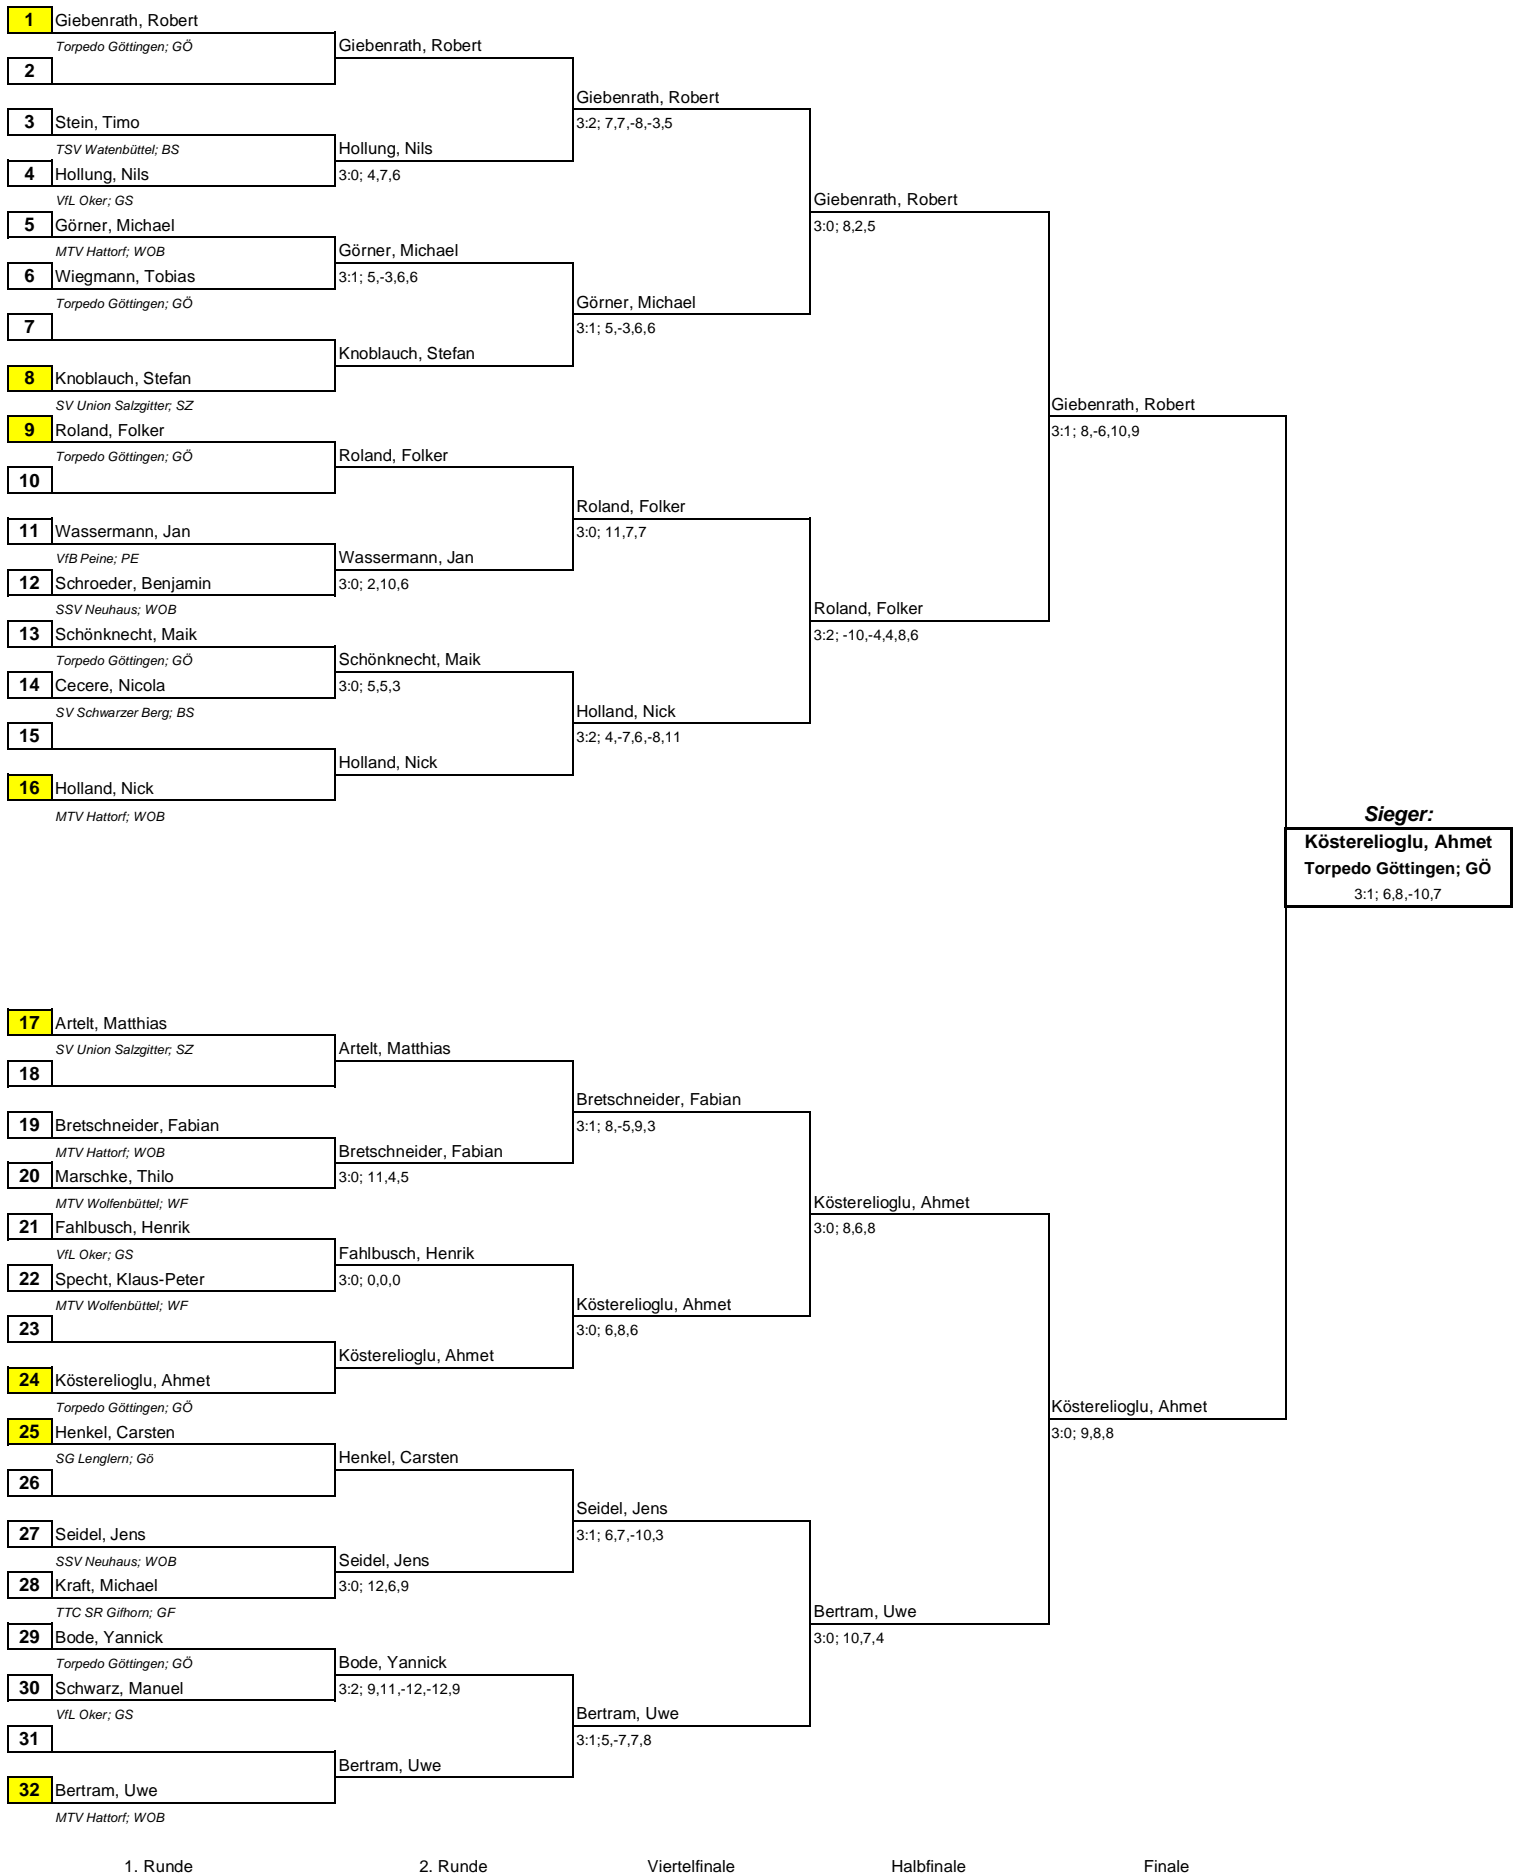 1 Giebenrath, Robert
Torpedo Göttingen; GÖ
Giebenrath, Robert
2
Giebenrath, Robert
3 Stein, Timo
3:2; 7,7,-8,-3,5
TSV Watenbüttel; BS
Hollung, Nils
4 Hollung, Nils
3:0; 4,7,6
VfL Oker; GS
Giebenrath, Robert
5 Görner, Michael
3:0; 8,2,5
MTV Hattorf; WOB
Görner, Michael
6 Wiegmann, Tobias
3:1; 5,-3,6,6
Torpedo Göttingen; GÖ
Görner, Michael
7
3:1; 5,-3,6,6
Knoblauch, Stefan
8 Knoblauch, Stefan
SV Union Salzgitter; SZ
Giebenrath, Robert
9 Roland, Folker
3:1; 8,-6,10,9
Torpedo Göttingen; GÖ
Roland, Folker
10
Roland, Folker
11 Wassermann, Jan
3:0; 11,7,7
VfB Peine; PE
Wassermann, Jan
12 Schroeder, Benjamin
3:0; 2,10,6
SSV Neuhaus; WOB
Roland, Folker
13 Schönknecht, Maik
3:2; -10,-4,4,8,6
Torpedo Göttingen; GÖ
Schönknecht, Maik
14 Cecere, Nicola
3:0; 5,5,3
SV Schwarzer Berg; BS
Holland, Nick
15
3:2; 4,-7,6,-8,11
Holland, Nick
16 Holland, Nick
MTV Hattorf; WOB
Sieger:
Kösterelioglu, Ahmet
Torpedo Göttingen; GÖ
3:1; 6,8,-10,7
17 Artelt, Matthias
SV Union Salzgitter; SZ
Artelt, Matthias
18
Bretschneider, Fabian
19 Bretschneider, Fabian
3:1; 8,-5,9,3
MTV Hattorf; WOB
Bretschneider, Fabian
20 Marschke, Thilo
3:0; 11,4,5
MTV Wolfenbüttel; WF
Kösterelioglu, Ahmet
21 Fahlbusch, Henrik
3:0; 8,6,8
VfL Oker; GS
Fahlbusch, Henrik
22 Specht, Klaus-Peter
3:0; 0,0,0
MTV Wolfenbüttel; WF
Kösterelioglu, Ahmet
23
3:0; 6,8,6
Kösterelioglu, Ahmet
24 Kösterelioglu, Ahmet
Torpedo Göttingen; GÖ
Kösterelioglu, Ahmet
25 Henkel, Carsten
3:0; 9,8,8
SG Lenglern; Gö
Henkel, Carsten
26
Seidel, Jens
27 Seidel, Jens
3:1; 6,7,-10,3
SSV Neuhaus; WOB
Seidel, Jens
28 Kraft, Michael
3:0; 12,6,9
TTC SR Gifhorn; GF
Bertram, Uwe
29 Bode, Yannick
3:0; 10,7,4
Torpedo Göttingen; GÖ
Bode, Yannick
30 Schwarz, Manuel
3:2; 9,11,-12,-12,9
VfL Oker; GS
Bertram, Uwe
31
3:1;5,-7,7,8
Bertram, Uwe
32 Bertram, Uwe
MTV Hattorf; WOB
1. Runde 2. Runde Viertelfinale Halbfinale Finale